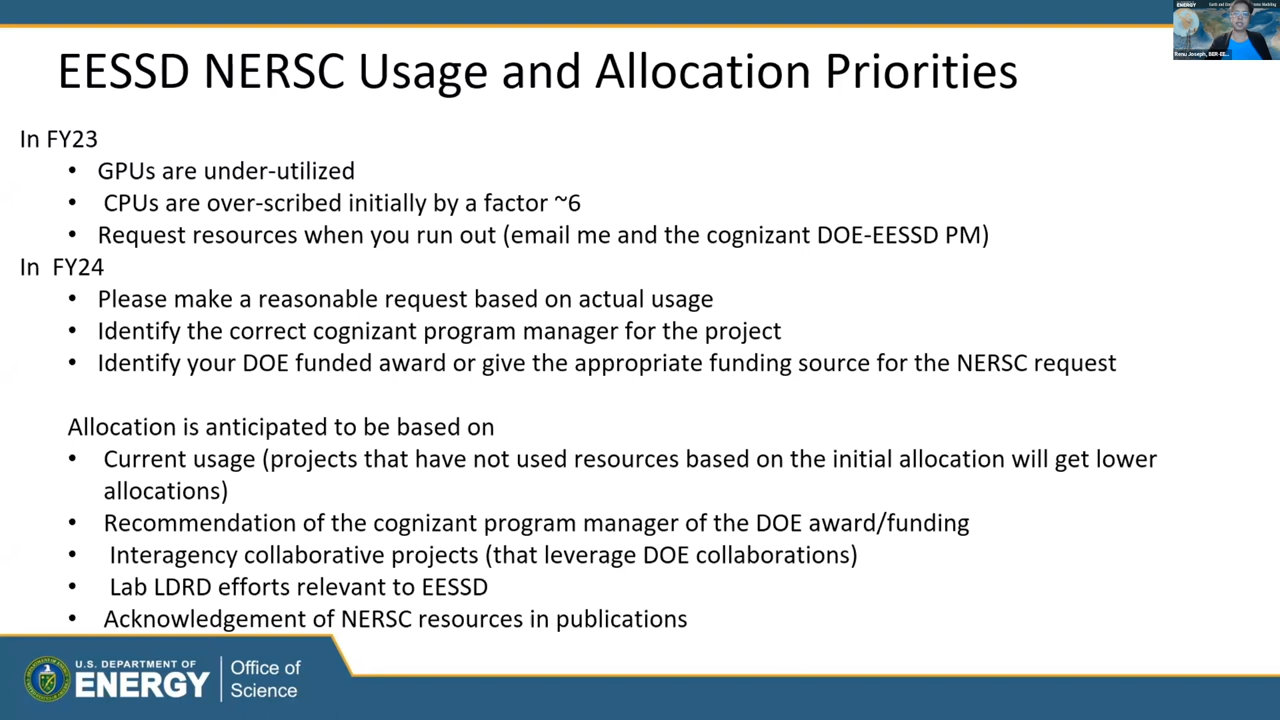 EESSD NERSC Usage and Allocation Priorities
In FY23
• GPUs are under-utilized
• CPUs are over-scribed initially by a factor ~6
• Request resources when you run out (email me and the cognizant DOE-EESSD PM)
In FY24
• Please make a reasonable request based on actual usage
• Identify the correct cognizant program manager for the project
• Identify your DOE funded award or give the appropriate funding source for the NERSC request
Allocation is anticipated to be based on
• Current usage (projects that have not used resources based on the initial allocation will get lower
allocations)
• Recommendation of the cognizant program manager of the DOE award/funding
• Interagency collaborative projects (that leverage DOE collaborations)
• Lab LDRD efforts relevant to EESSD
• Acknowledgement of NERSC resources in publications
U.S. DEPARTMENT OF
ENERGY
Office of
Science
ENERGY
Renu Joseph, BER-EE...